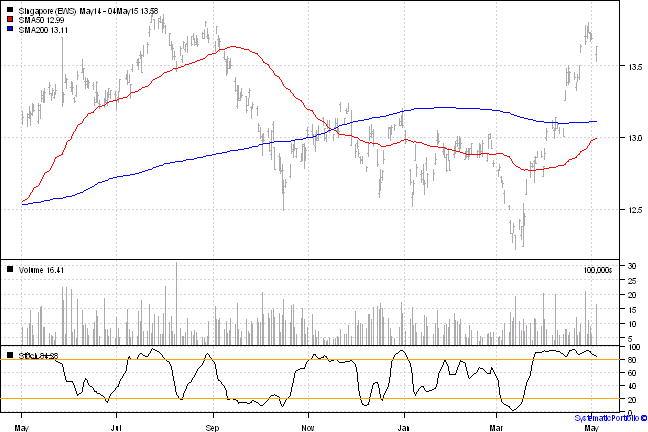 Singapore (EWS) May14 - 04May15 13.58
SMA50 12.99
SMA200 13.11
13.5
13.0
12.5
Volume 16.41
100,000s
30
25
20
15
10
5
100
80
60
40
20
0
May
Jul
Sep
Nov
Jan
Mar
May
SystematicPortfolio ©